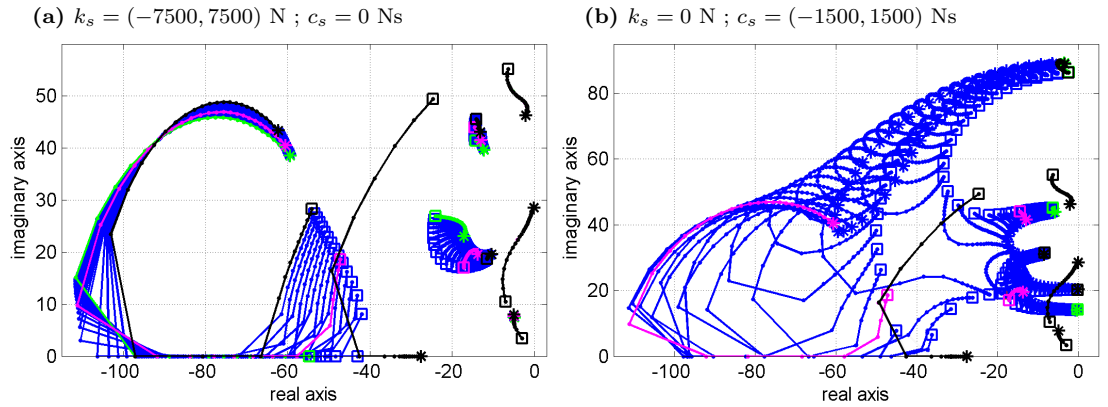 (a) k_s = (−7500, 7500) N ; c_s = 0 Ns
(b) k_s = 0 N ; c_s = (−1500, 1500) Ns
imaginary axis
50
40
30
20
10
0
-100 -80 -60 -40 -20 0
real axis
imaginary axis
80
60
40
20
0
-100 -80 -60 -40 -20 0
real axis